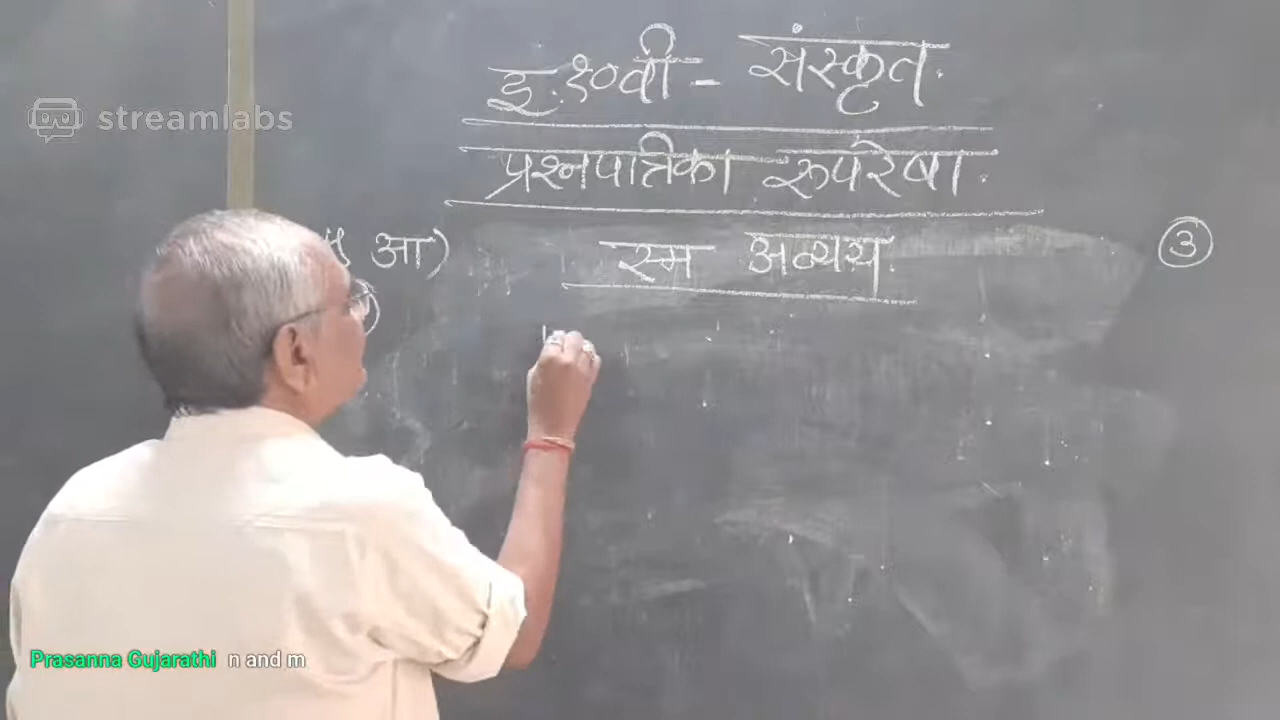 streamlabs
इ.१०वी - संस्कृत.
प्रश्नपत्रिका रूपरेषा.
आ) स्म अव्यय. ३
Prasanna Gujarathi n and m